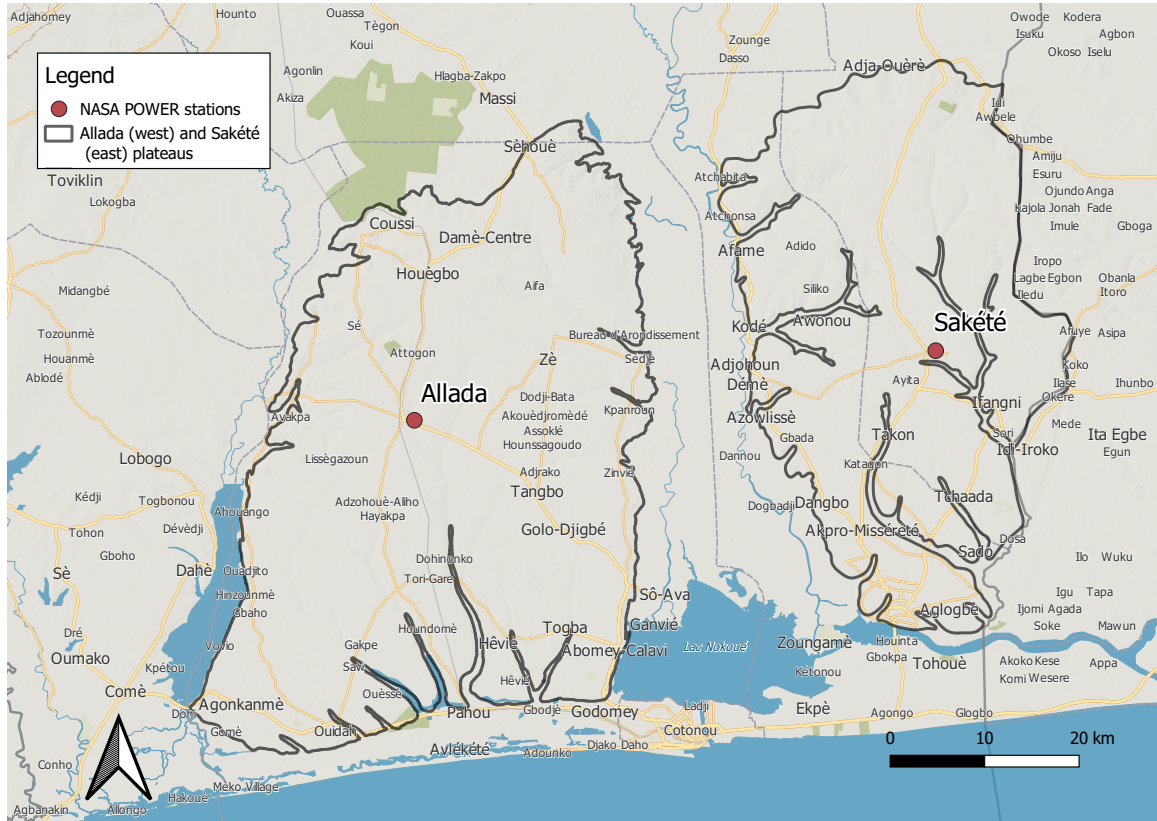 Legend
NASA POWER stations
Allada (west) and Sakété
(east) plateaus
Adjahomey
Hounto
Ouassa
Tègon
Koui
Agonlin
Akiza
Hlagba-Zakpo
Massi
Zounge
Dasso
Adja-Ouèrè
Owode
Kodera
Isuku
Agbon
Okoso
Iselu
Idi
Awbele
Ohumbe
Amiju
Esuru
Toviklin
Lokogba
Sèhouè
Coussi
Damè-Centre
Houègbo
Aifa
Atchabita
Atchonsa
Afame
Adido
Siliko
Ojundo
Anga
Kajola
Jonah
Fade
Imule
Gboga
Iropo
Lagbe
Egbon
Obanla
Iledu
Itoro
Midangbé
Tozounmè
Houanmè
Ablodé
Sé
Attogon
Bureau d'Arondissement
Sèdjè
Zè
Kodé
Awonou
Sakété
Afuye
Asipa
Adjohoun
Démè
Ayita
Koko
Ilase
Ihunbo
Okere
Allada
Dodji-Bata
Akouèdjromèdé
Assoklé
Hounssagoudo
Kpanroun
Avakpa
Azowlissè
Gbada
Takon
Ifangni
Sori
Idi-Iroko
Mede
Ita Egbe
Egun
Lobogo
Lissègazoun
Adjrako
Tangbo
Zinvié
Dannou
Katagon
Kédji
Togbonou
Adzohouè-Aliho
Hayakpa
Ahouango
Dévèdji
Tohon
Gboho
Golo-Djigbé
Dogbadji
Dangbo
Akpro-Missérété
Tchaada
Dosa
Sado
Sè
Dahè
Ouadjito
Dohinonko
Tori-Gare
Hinzounmè
Gbaho
Sô-Ava
Ganvié
Ilo
Wuku
Igu
Tapa
Ijomi
Agada
Soke
Mawun
Aglogbè
Dré
Oumako
Vovio
Kpétou
Houndomè
Gakpe
Savi
Ouèssè
Hêvie
Hêvié
Togba
Abomey-Calavi
Lac Nokoué
Zoungamè
Kétonou
Houinta
Gbokpa
Tohouè
Akoko
Kese
Komi
Wesere
Appa
Comè
Don
Agonkanmè
Gomè
Ouidah
Pahou
Gbodjè
Godomey
Ladji
Cotonou
Ekpè
Agongo
Glogbo
Avlékété
Adounko
Djako
Daho
Conho
Agbanakin
Allongo
Hakoué
Mèko Village
0
10
20 km